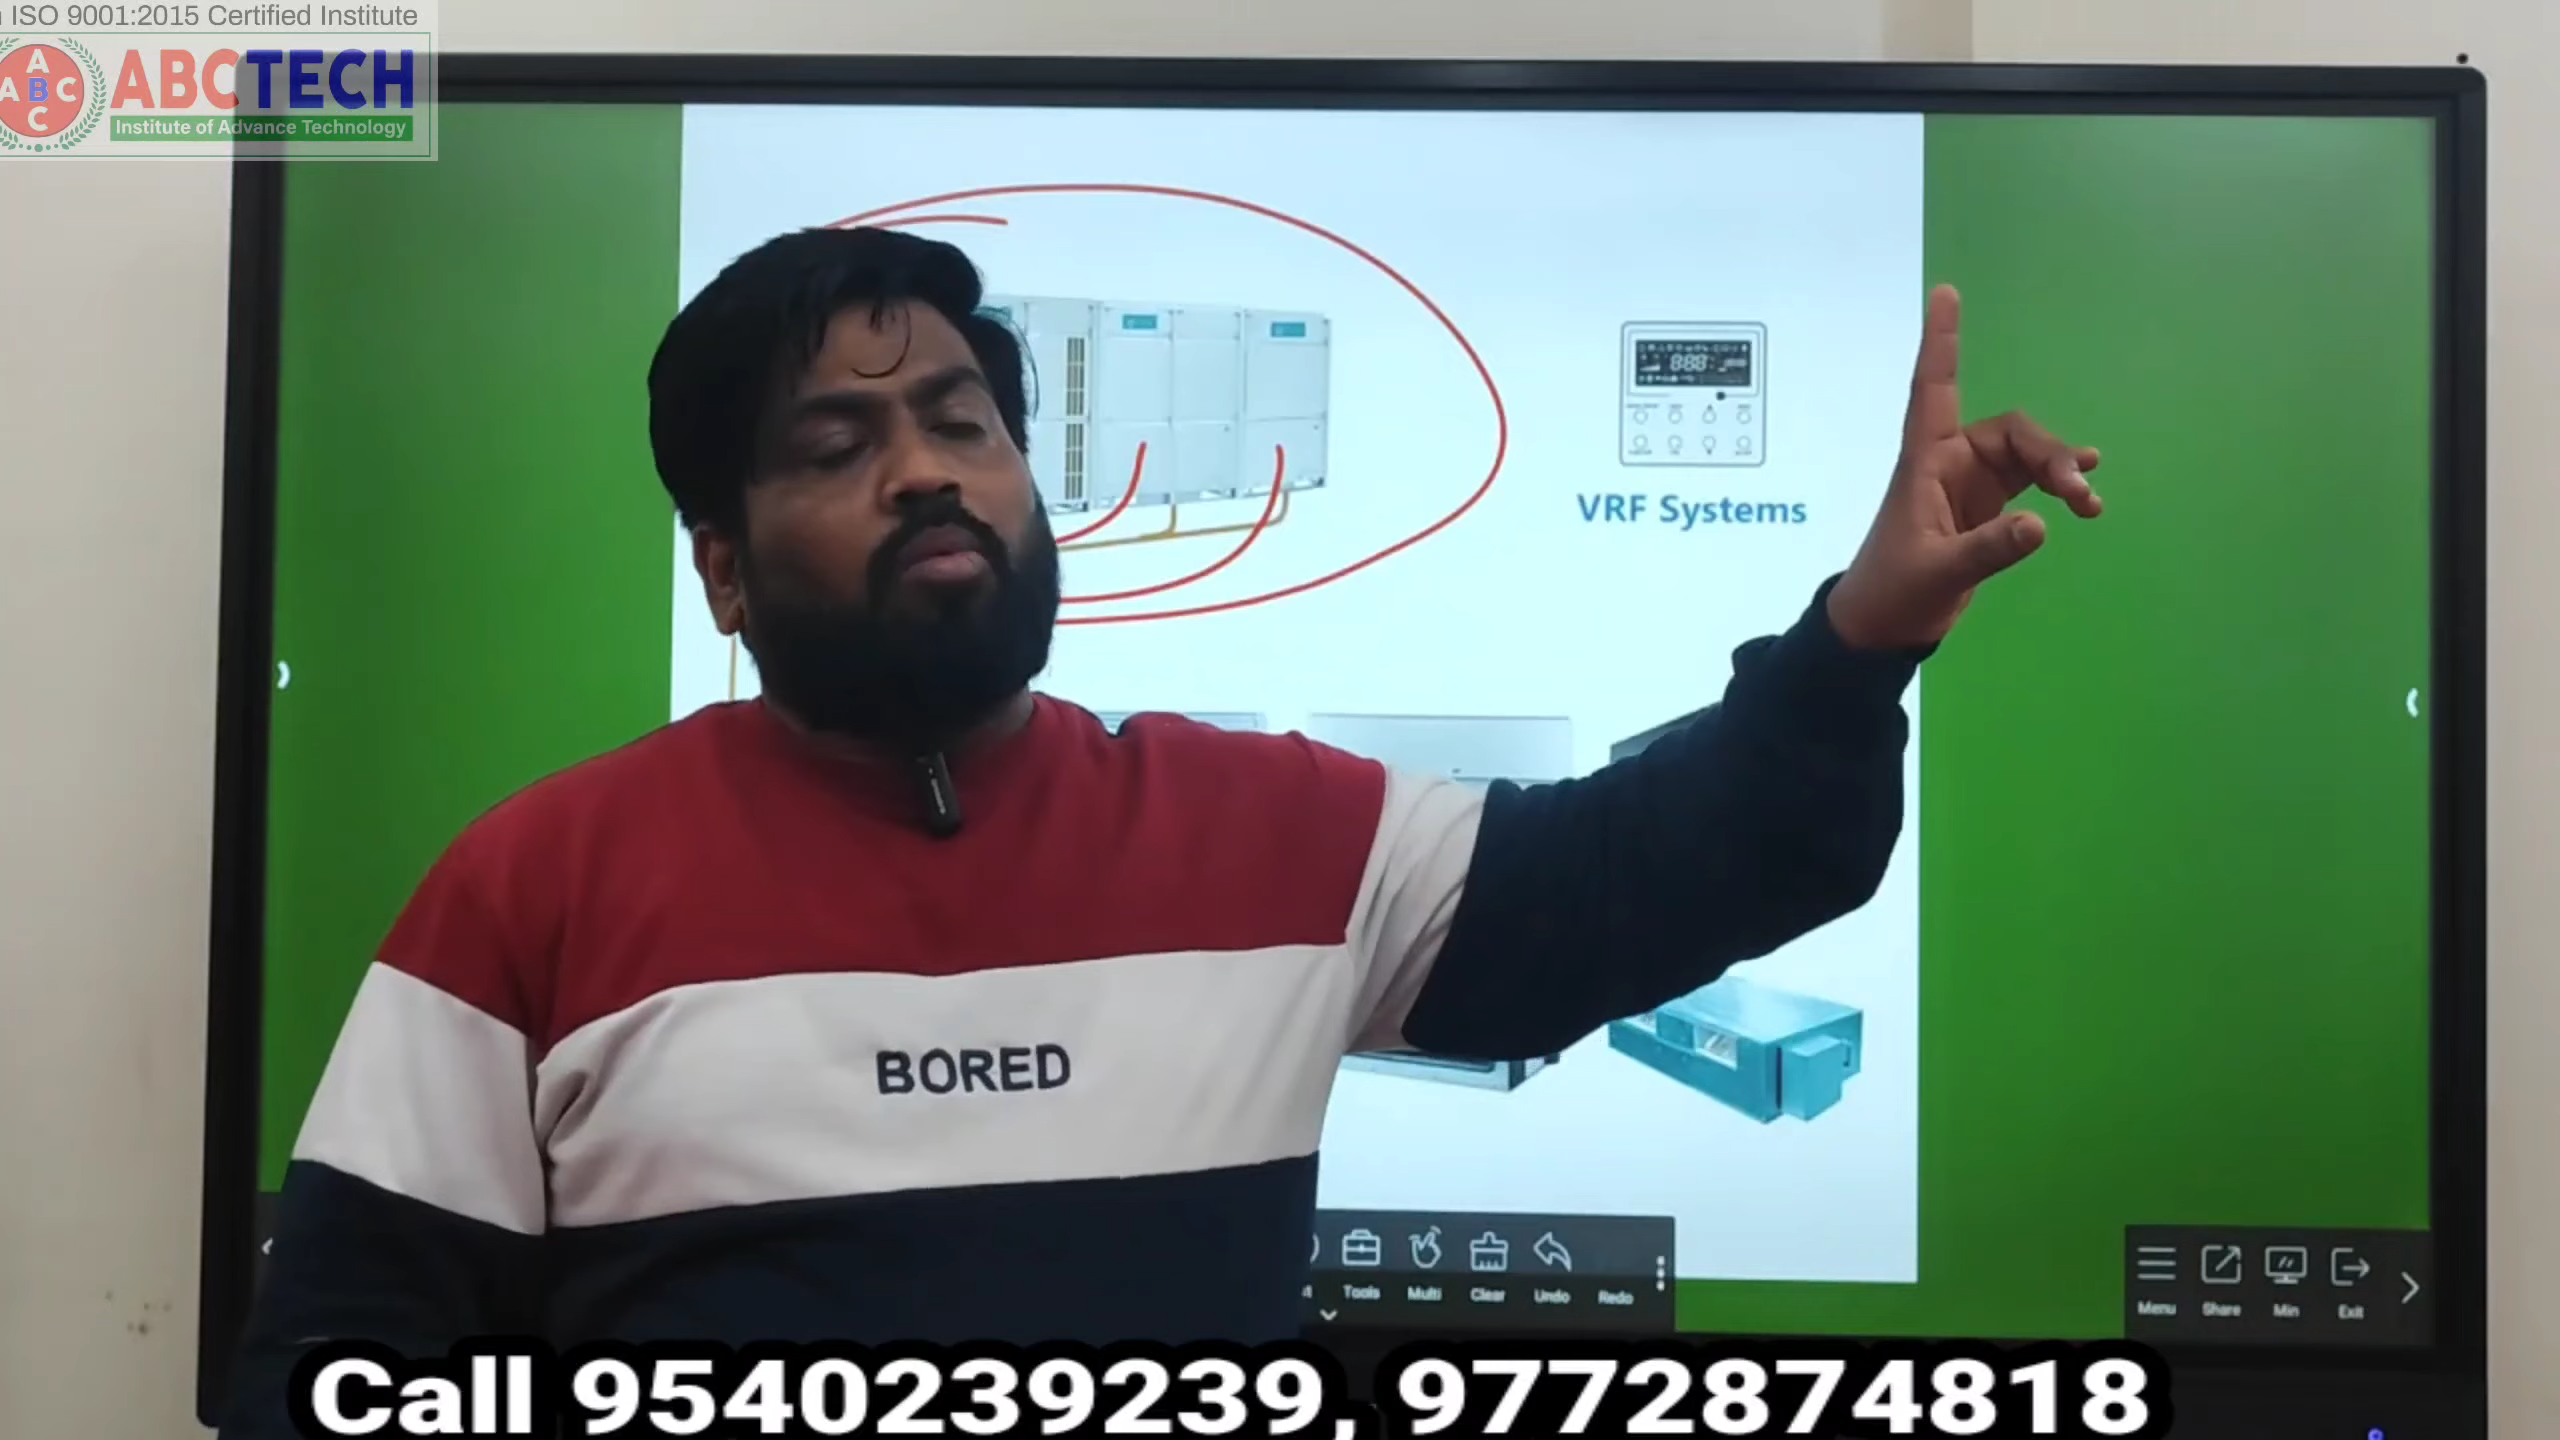 ISO 9001:2015 Certified Institute
A
A B C
C
ABCTECH
Institute of Advance Technology
888
VRF Systems
BORED
Tools
Multi
Clear
Undo
Redo
Menu
Share
Min
Exit
Call 9540239239, 9772874818